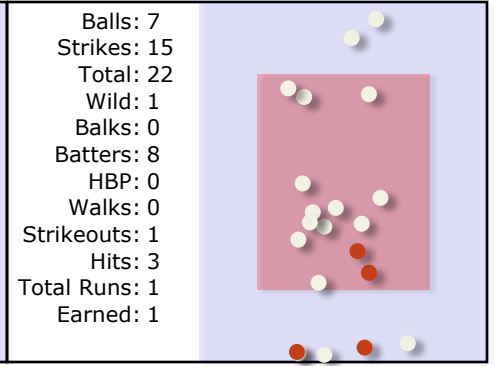 Balls: 7
Strikes: 15
Total: 22
Wild: 1
Balks: 0
Batters: 8
HBP: 0
Walks: 0
Strikeouts: 1
Hits: 3
Total Runs: 1
Earned: 1